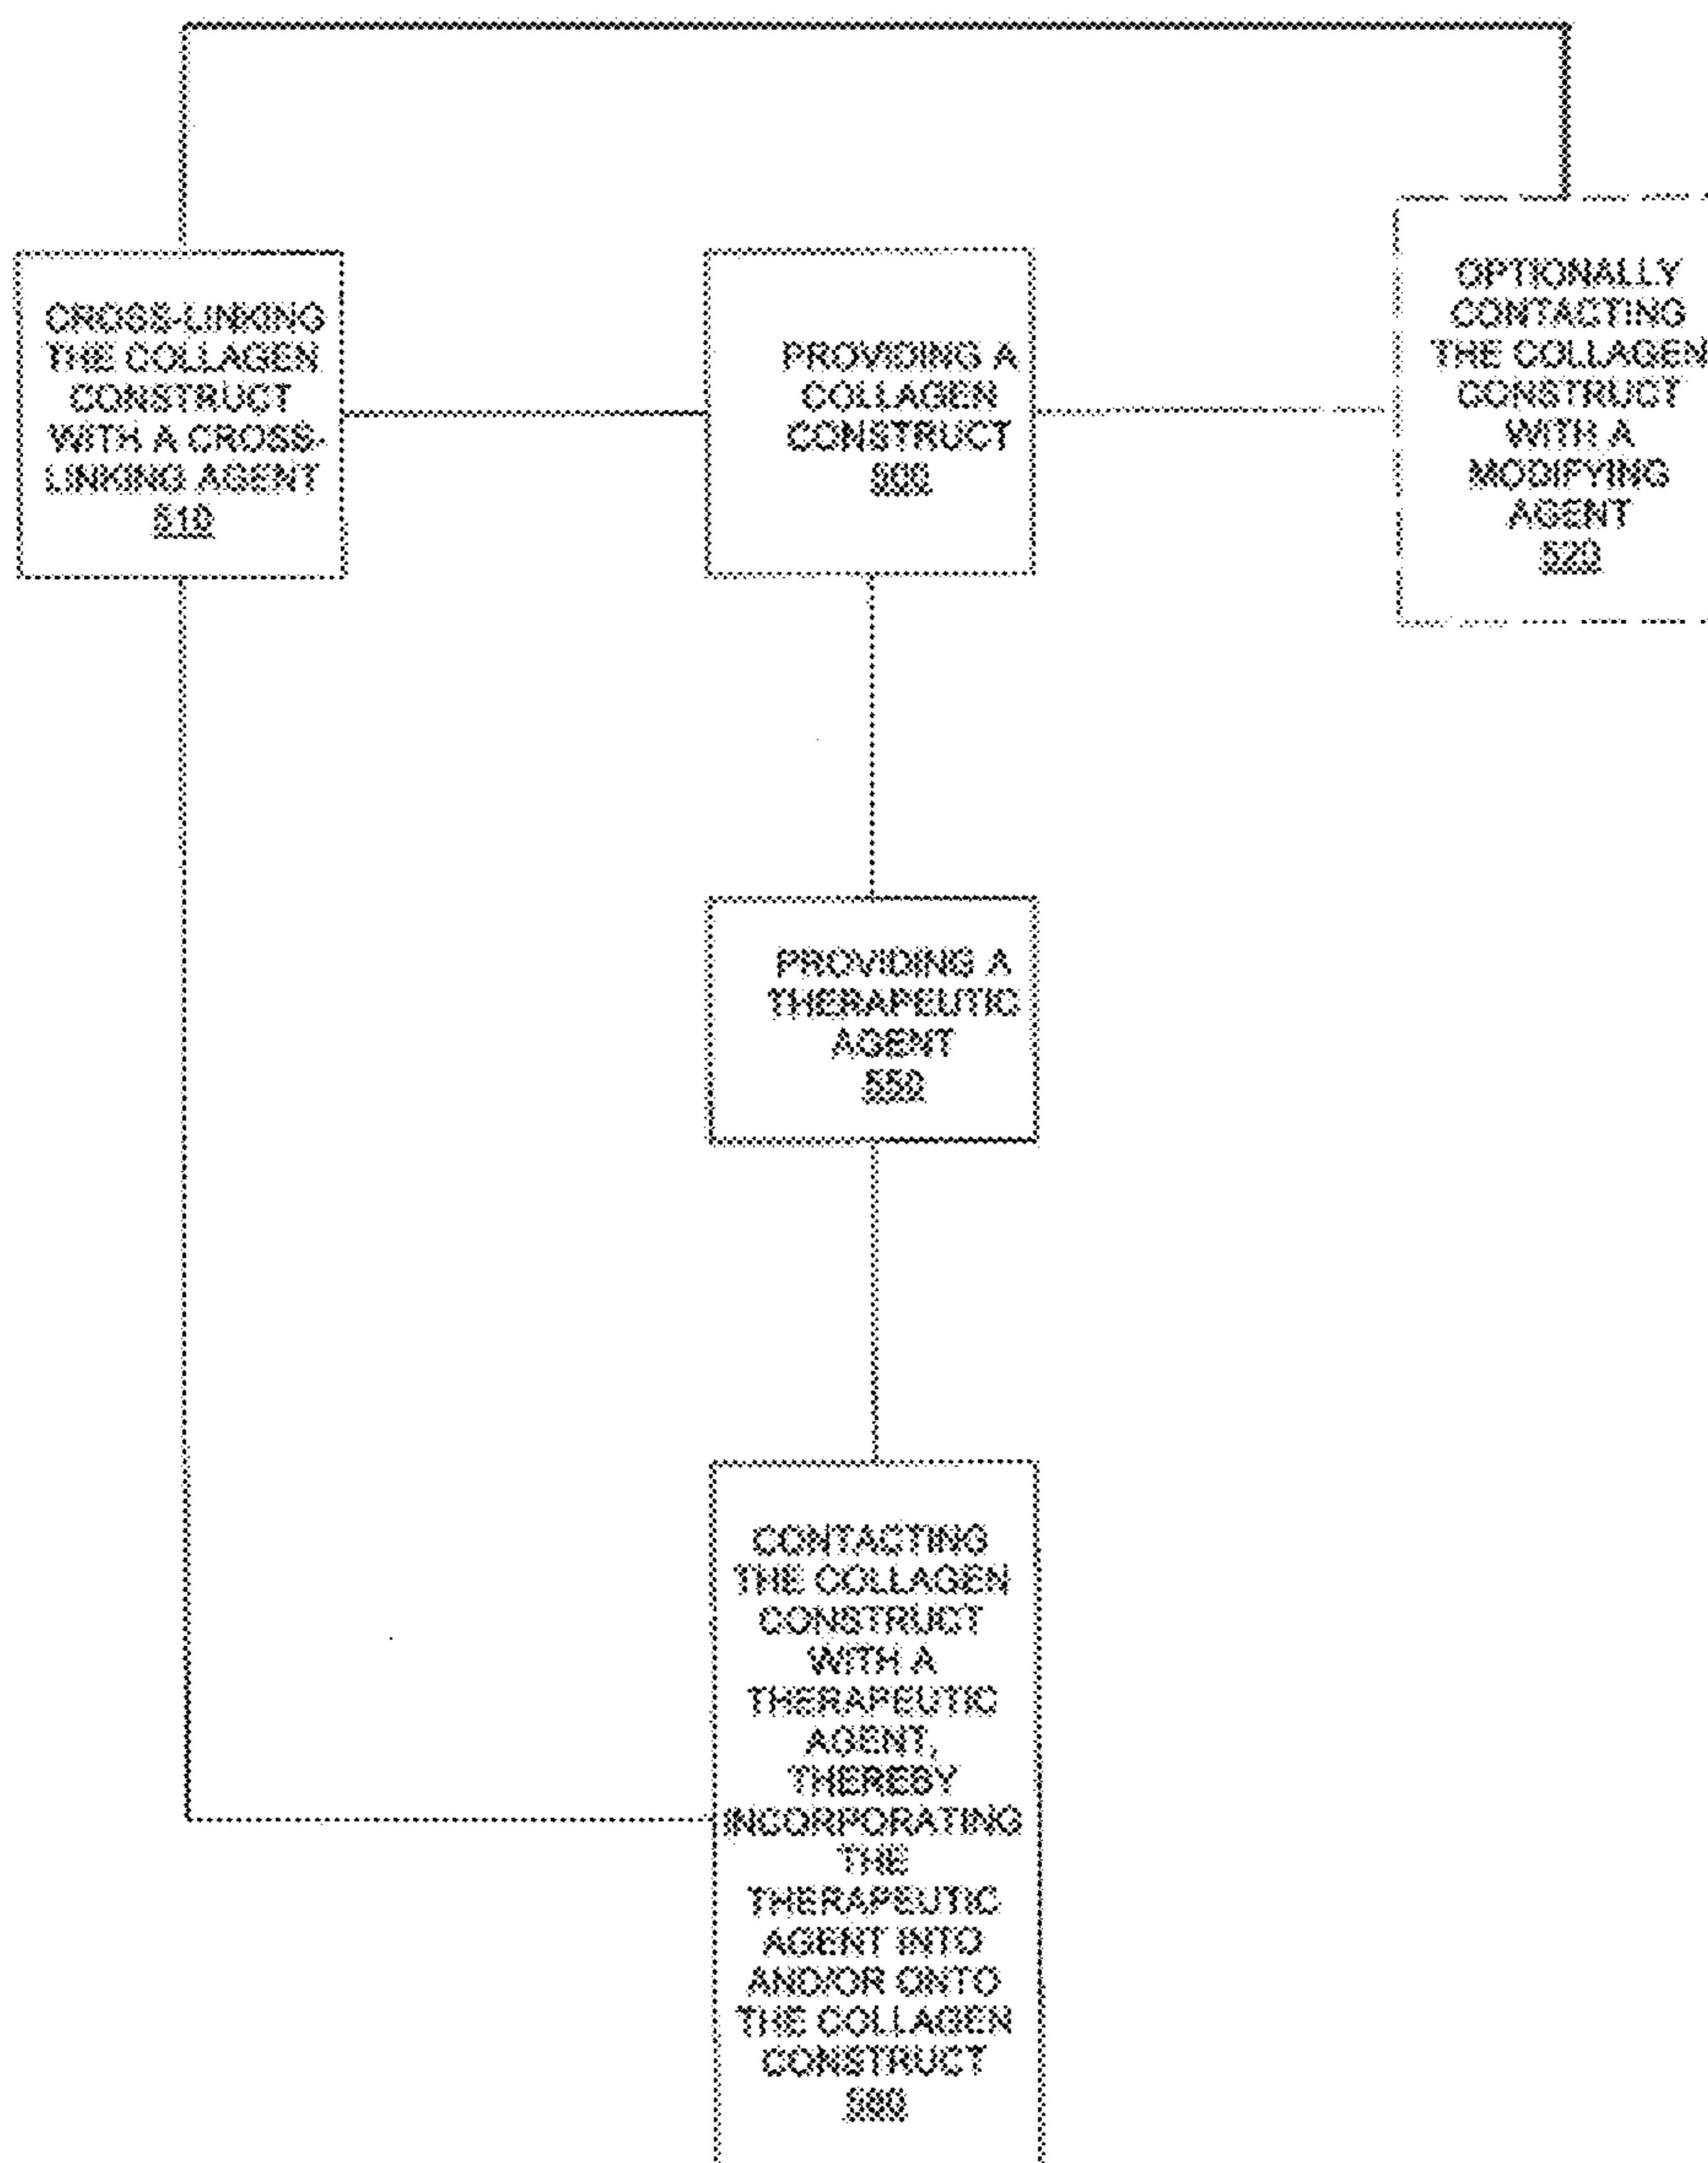 CROSS-LINKING
THE COLLAGEN
CONSTRUCT
WITH A CROSS-
LINKING AGENT
510
PROVIDING A
COLLAGEN
CONSTRUCT
500
OPTIONALLY
CONTACTING
THE COLLAGEN
CONSTRUCT
WITH A
MODIFYING
AGENT
520
PROVIDING A
THERAPEUTIC
AGENT
550
CONTACTING
THE COLLAGEN
CONSTRUCT
WITH A
THERAPEUTIC
AGENT,
THEREBY
INCORPORATING
THE
THERAPEUTIC
AGENT INTO
AND/OR ONTO
THE COLLAGEN
CONSTRUCT